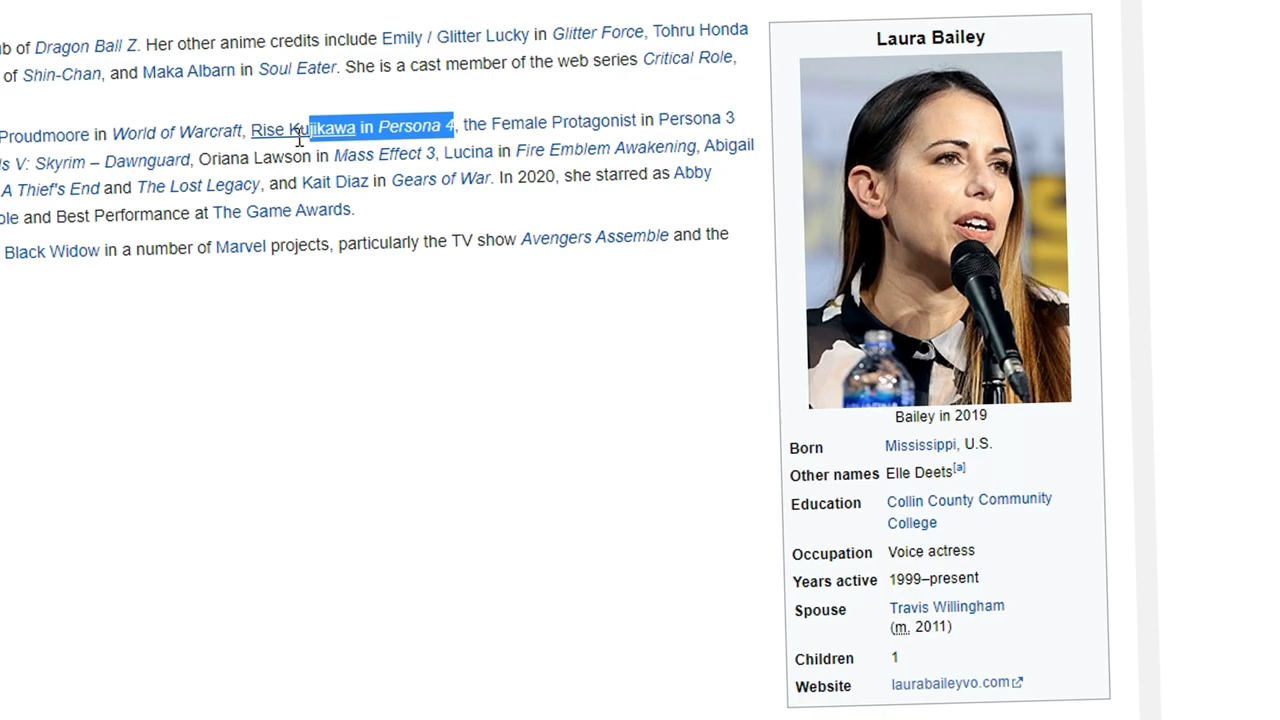 ub of Dragon Ball Z. Her other anime credits include Emily / Glitter Lucky in Glitter Force, Tohru Honda
of Shin-Chan, and Maka Albarn in Soul Eater. She is a cast member of the web series Critical Role,
Proudmoore in World of Warcraft, Rise Kujikawa in Persona 4, the Female Protagonist in Persona 3
ls V: Skyrim – Dawnguard, Oriana Lawson in Mass Effect 3, Lucina in Fire Emblem Awakening, Abigail
A Thief's End and The Lost Legacy, and Kait Diaz in Gears of War. In 2020, she starred as Abby
ole and Best Performance at The Game Awards.
Black Widow in a number of Marvel projects, particularly the TV show Avengers Assemble and the
Laura Bailey
Bailey in 2019
Born Mississippi, U.S.
Other names Elle Deets[a]
Education Collin County Community
College
Occupation Voice actress
Years active 1999–present
Spouse Travis Willingham
(m. 2011)
Children 1
Website laurabaileyvo.com